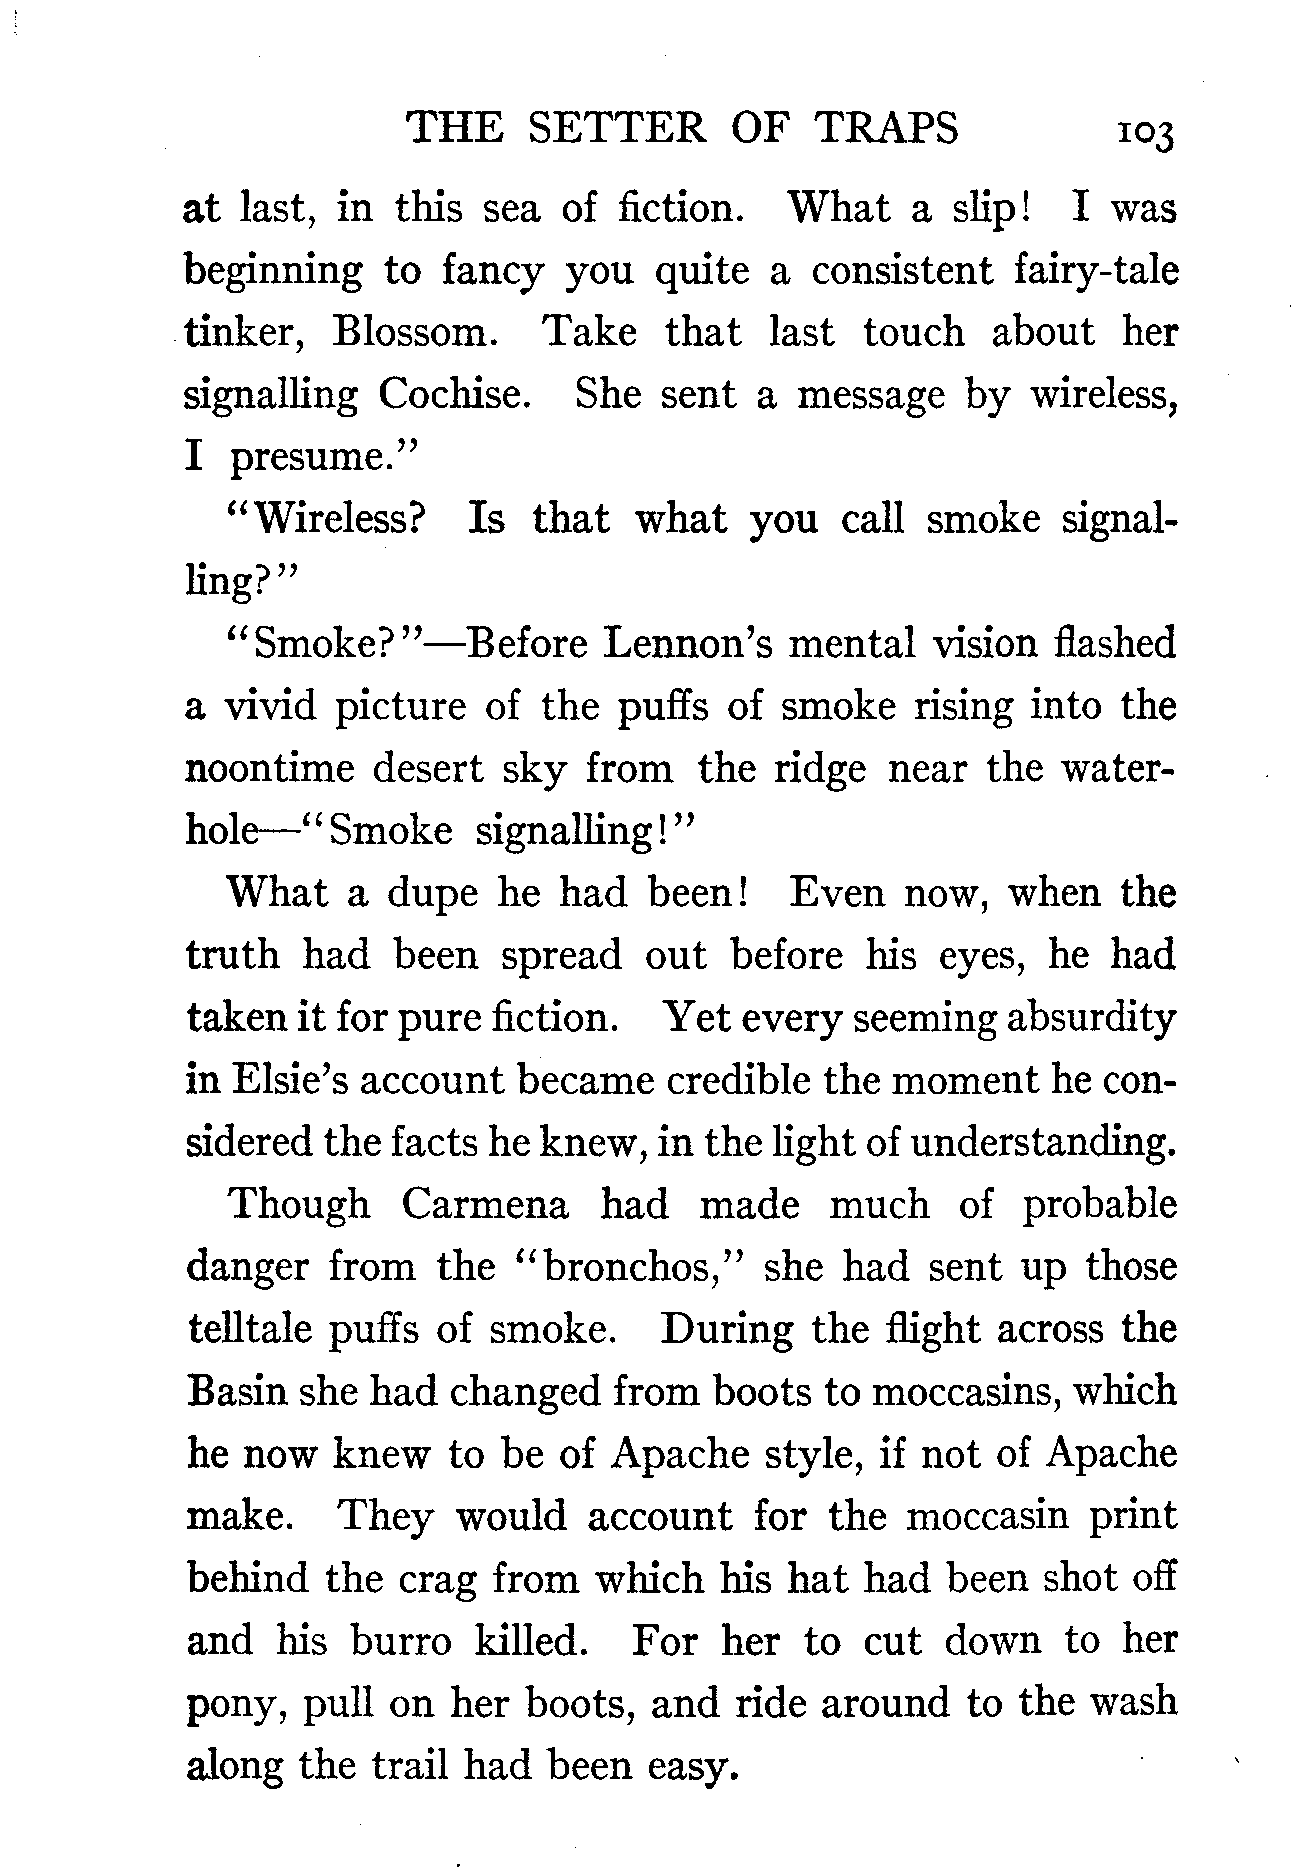 THE SETTER OF TRAPS 103
at last, in this sea of fiction. What a slip! I was
beginning to fancy you quite a consistent fairy-tale
tinker, Blossom. Take that last touch about her
signalling Cochise. She sent a message by wireless,
I presume.”
“Wireless? Is that what you call smoke signal-
ling?”
“Smoke?”—Before Lennon’s mental vision flashed
a vivid picture of the puffs of smoke rising into the
noontime desert sky from the ridge near the water-
hole—“Smoke signalling!”
What a dupe he had been! Even now, when the
truth had been spread out before his eyes, he had
taken it for pure fiction. Yet every seeming absurdity
in Elsie’s account became credible the moment he con-
sidered the facts he knew, in the light of understanding.
Though Carmena had made much of probable
danger from the “bronchos,” she had sent up those
telltale puffs of smoke. During the flight across the
Basin she had changed from boots to moccasins, which
he now knew to be of Apache style, if not of Apache
make. They would account for the moccasin print
behind the crag from which his hat had been shot off
and his burro killed. For her to cut down to her
pony, pull on her boots, and ride around to the wash
along the trail had been easy.